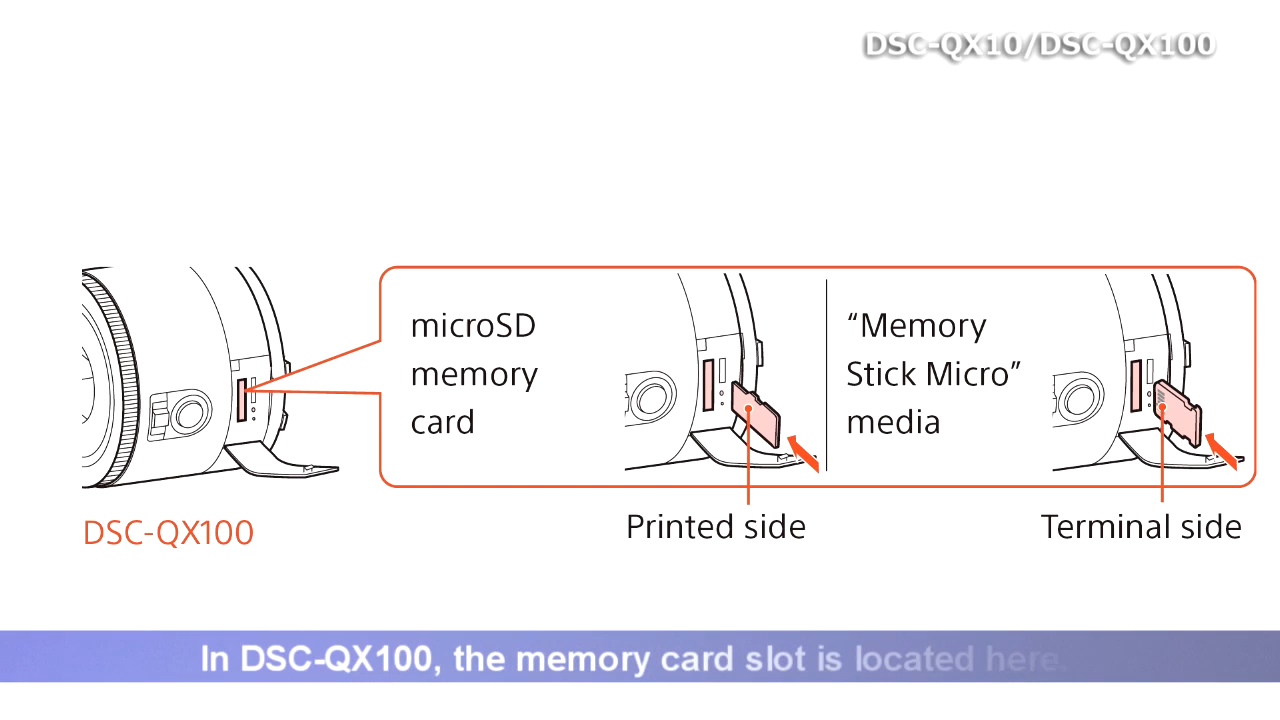 DSC-QX10/DSC-QX100
microSD
memory
card
“Memory
Stick Micro”
media
DSC-QX100
Printed side
Terminal side
In DSC-QX100, the memory card slot is located here.